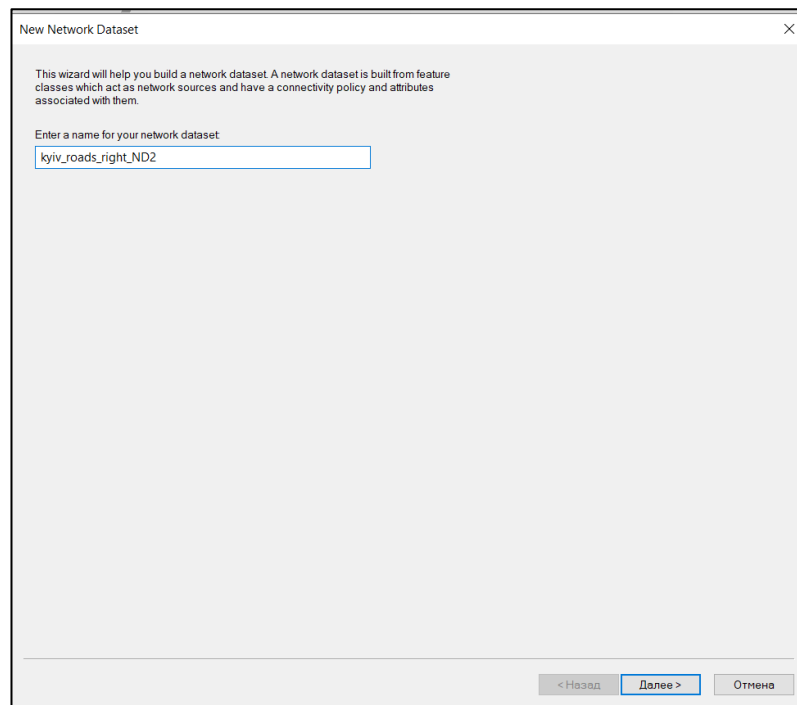 New Network Dataset
This wizard will help you build a network dataset. A network dataset is built from feature
classes which act as network sources and have a connectivity policy and attributes
associated with them.
Enter a name for your network dataset:
kyiv_roads_right_ND2
< Назад Далее > Отмена